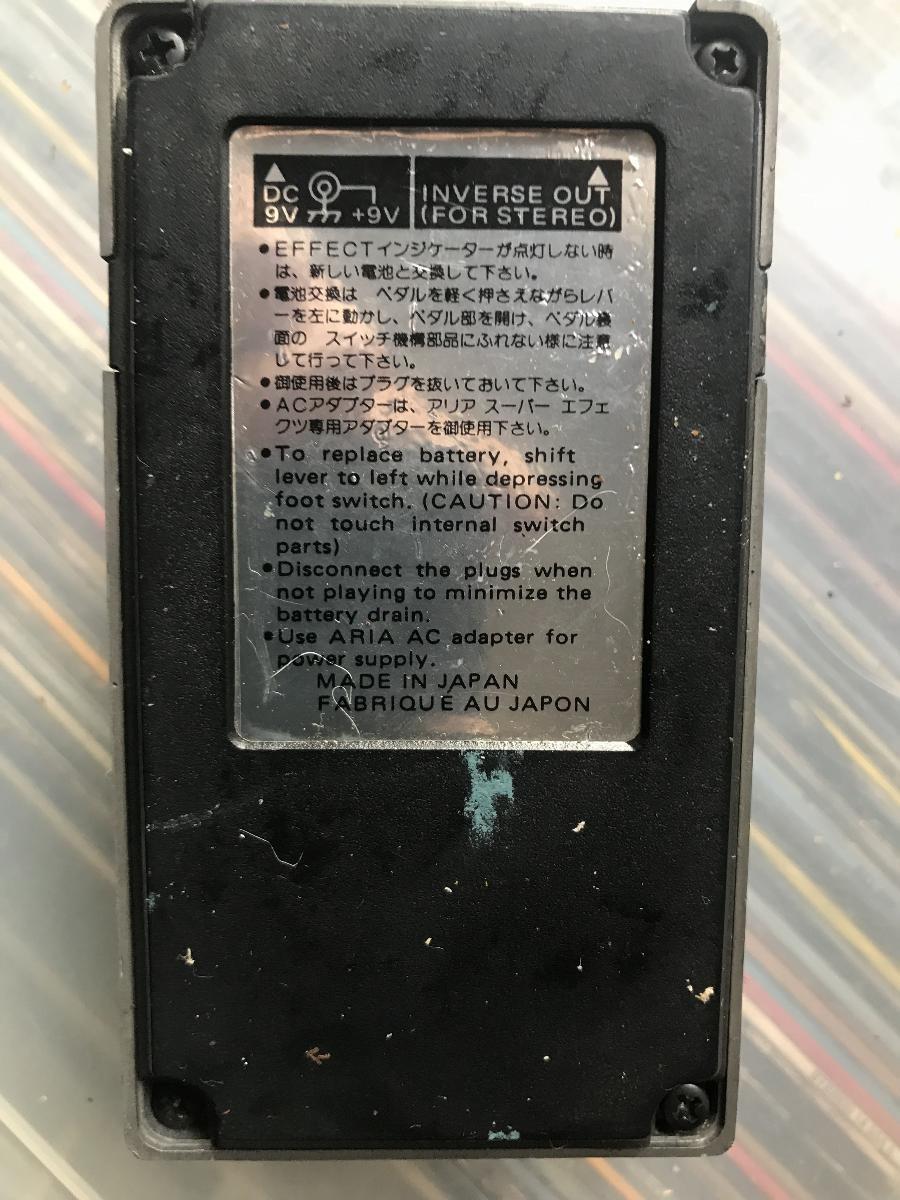 DC 9V +9V
INVERSE OUT
(FOR STEREO)
●EFFECTインジケーターが点灯しない時
は、新しい電池と交換して下さい。
●電池交換は ペダルを軽く押さえながらレバ
ーを左に動かし、ペダル部を開け、ペダル後
面の スイッチ機構部品にふれない様に注意
して行って下さい。
●御使用後はプラグを抜いておいて下さい。
●ACアダプターは、アリア スーパー エフェ
クツ専用アダプターを御使用下さい。
●To replace battery, shift
lever to left while depressing
foot switch. (CAUTION: Do
not touch internal switch
parts)
●Disconnect the plugs when
not playing to minimize the
battery drain.
●Use ARIA AC adapter for
power supply.
MADE IN JAPAN
FABRIQUÉ AU JAPON